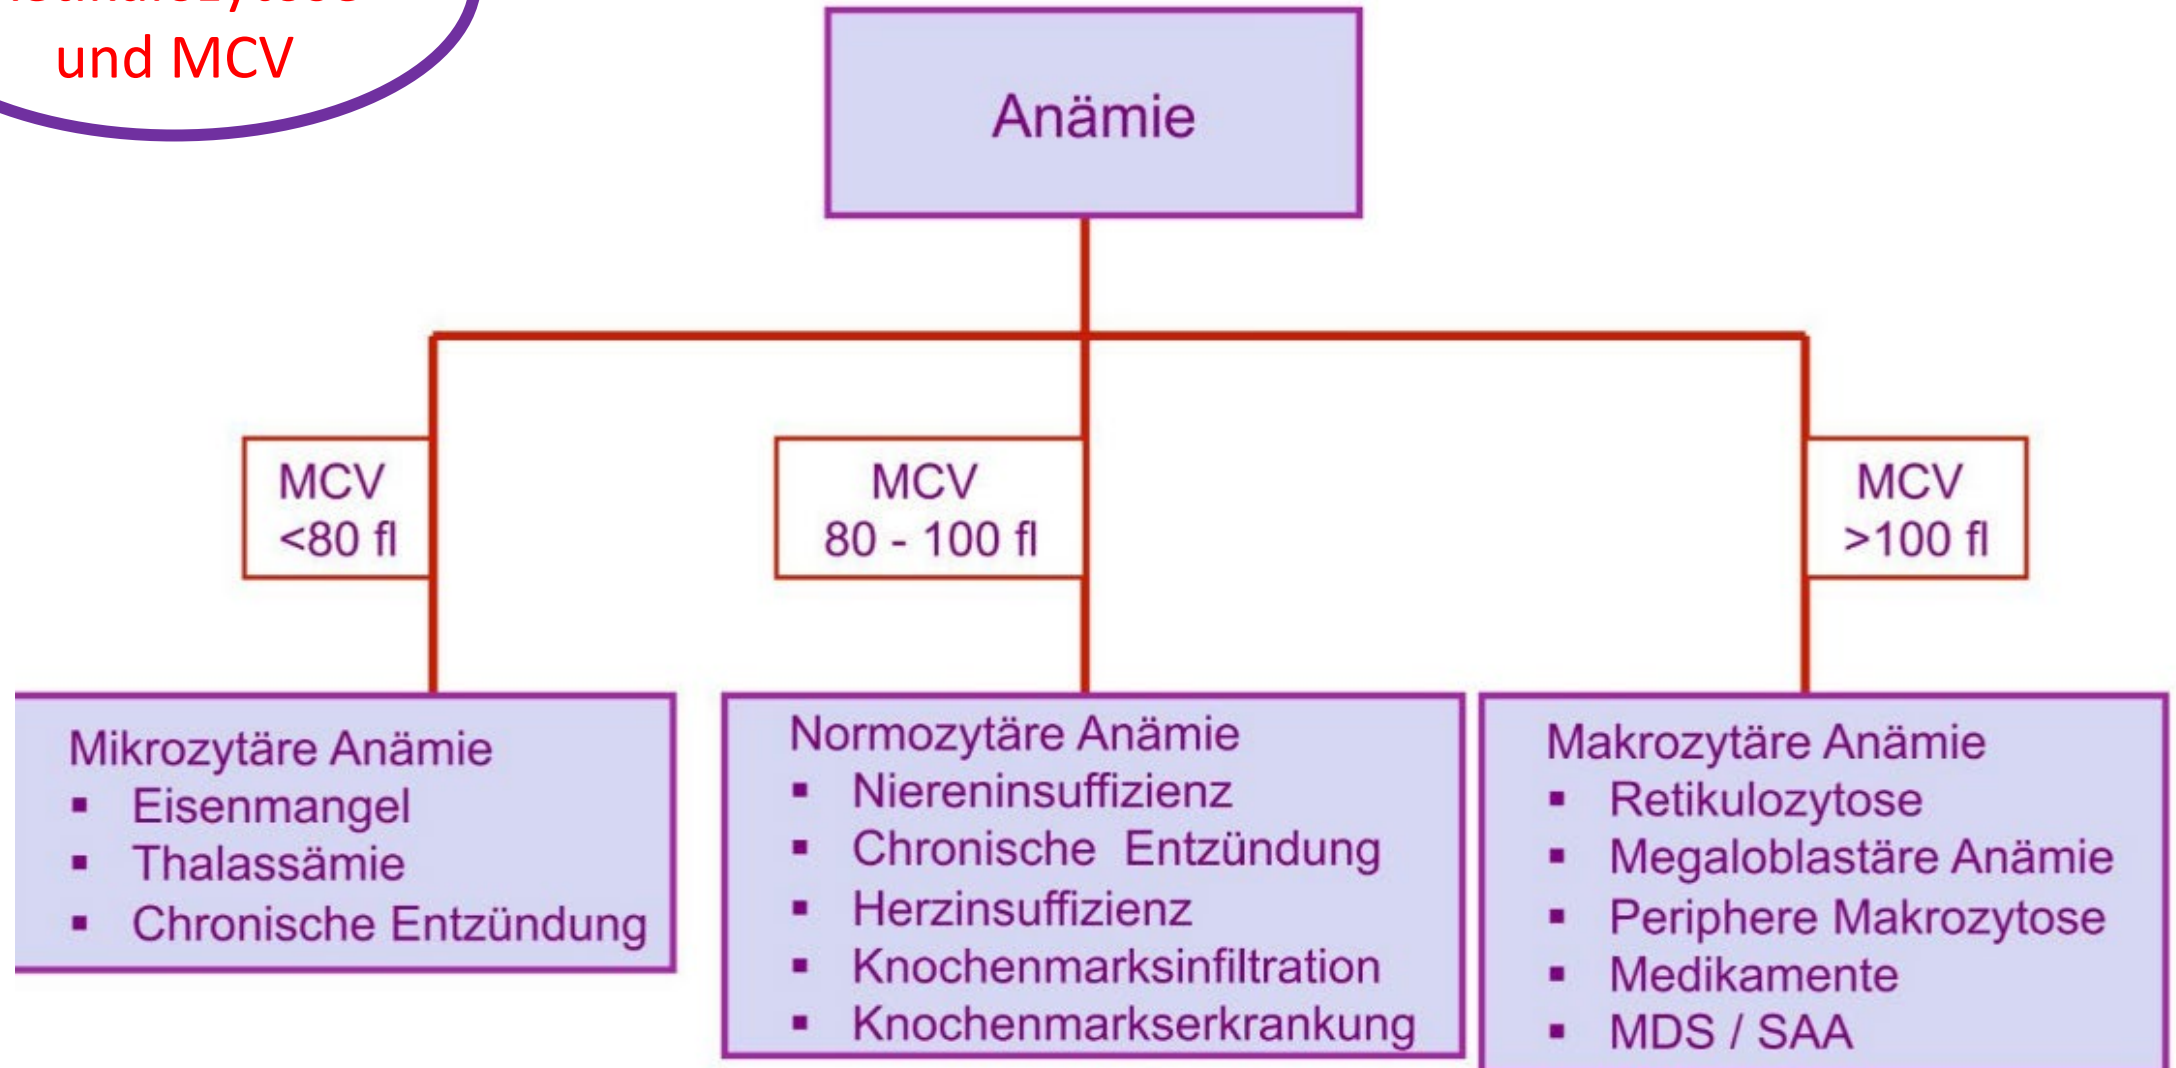 und MCV
Anämie
MCV
<80 fl
MCV
80 - 100 fl
MCV
>100 fl
Mikrozytäre Anämie
▪ Eisenmangel
▪ Thalassämie
▪ Chronische Entzündung
Normozytäre Anämie
▪ Niereninsuffizienz
▪ Chronische Entzündung
▪ Herzinsuffizienz
▪ Knochenmarksinfiltration
▪ Knochenmarkserkrankung
Makrozytäre Anämie
▪ Retikulozytose
▪ Megaloblastäre Anämie
▪ Periphere Makrozytose
▪ Medikamente
▪ MDS / SAA